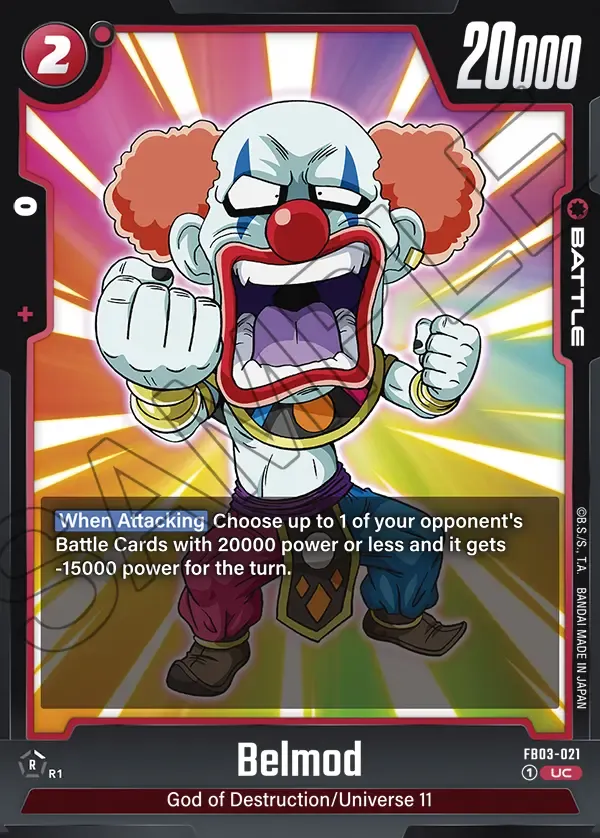 2
20000
0
+
BATTLE
SAMPLE
When Attacking Choose up to 1 of your opponent's
Battle Cards with 20000 power or less and it gets
-15000 power for the turn.
©B.S./S., T.A. BANDAI MADE IN JAPAN
R
R1
Belmod
FB03-021
1 UC
God of Destruction/Universe 11